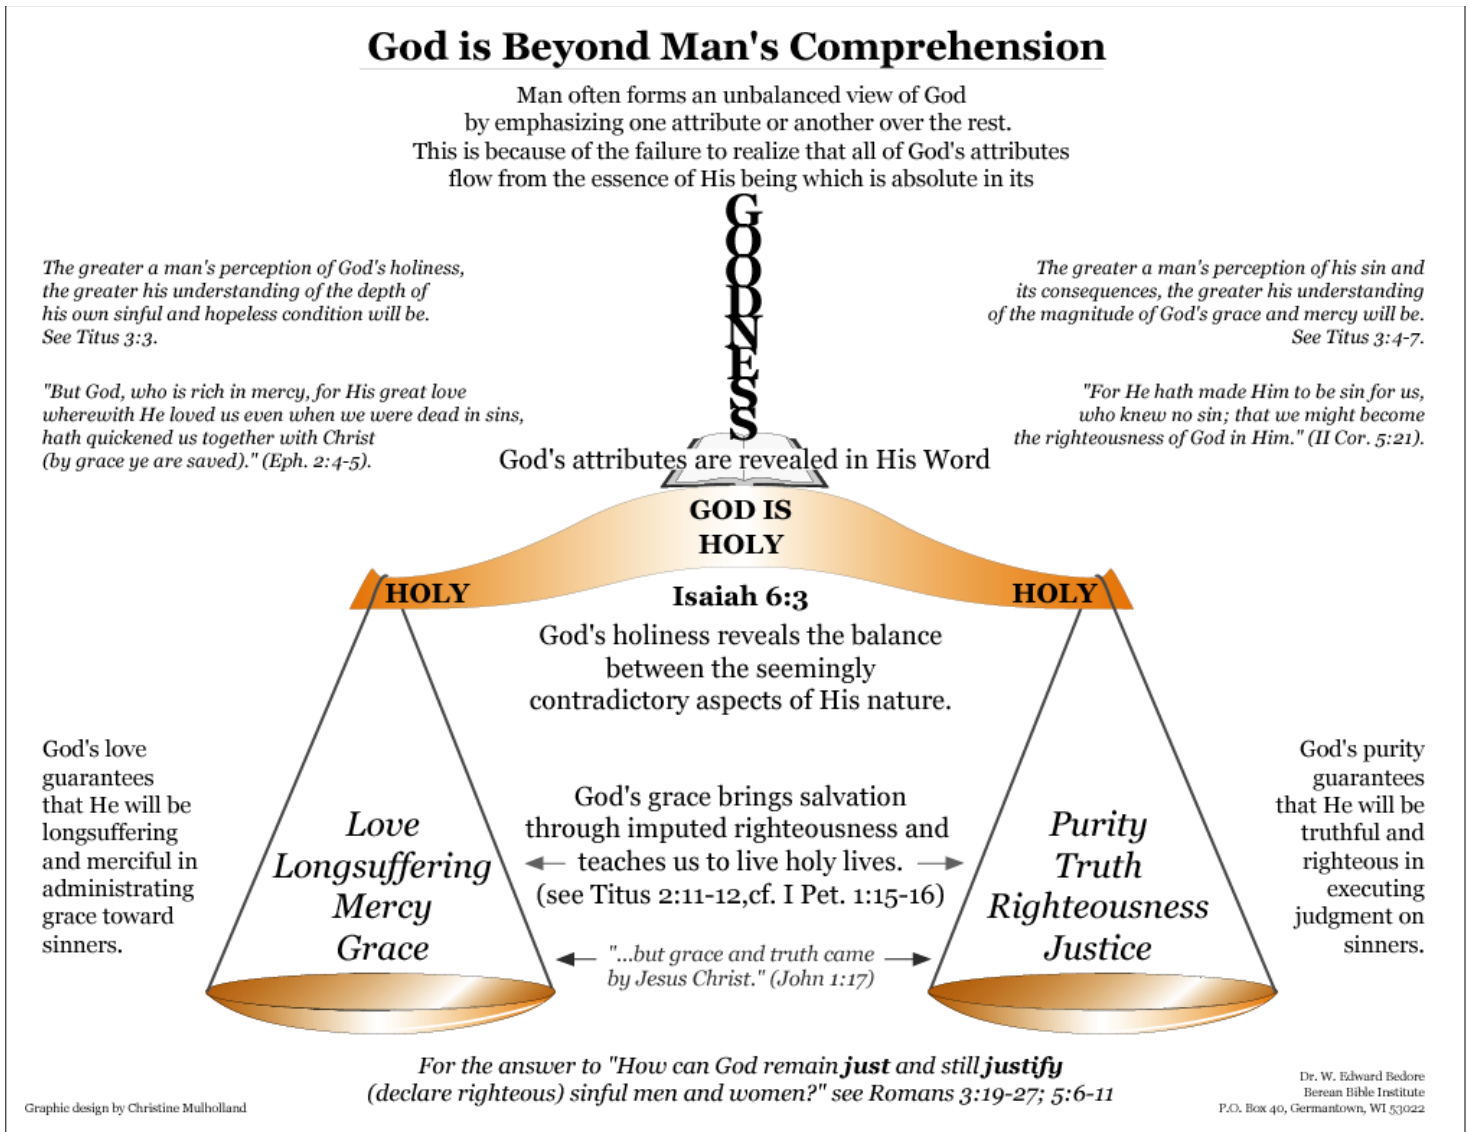 God is Beyond Man's Comprehension
Man often forms an unbalanced view of God
by emphasizing one attribute or another over the rest.
This is because of the failure to realize that all of God's attributes
flow from the essence of His being which is absolute in its
GOODNESS
The greater a man's perception of God's holiness,
the greater his understanding of the depth of
his own sinful and hopeless condition will be.
See Titus 3:3.
"But God, who is rich in mercy, for His great love
wherewith He loved us even when we were dead in sins,
hath quickened us together with Christ
(by grace ye are saved)." (Eph. 2:4-5).
The greater a man's perception of his sin and
its consequences, the greater his understanding
of the magnitude of God's grace and mercy will be.
See Titus 3:4-7.
"For He hath made Him to be sin for us,
who knew no sin; that we might become
the righteousness of God in Him." (II Cor. 5:21).
God's attributes are revealed in His Word
GOD IS
HOLY
HOLY
HOLY
Isaiah 6:3
God's holiness reveals the balance
between the seemingly
contradictory aspects of His nature.
God's love
guarantees
that He will be
longsuffering
and merciful in
administrating
grace toward
sinners.
Love
Longsuffering
Mercy
Grace
God's grace brings salvation
through imputed righteousness and
teaches us to live holy lives.
(see Titus 2:11-12,cf. I Pet. 1:15-16)
"...but grace and truth came
by Jesus Christ." (John 1:17)
Purity
Truth
Righteousness
Justice
God's purity
guarantees
that He will be
truthful and
righteous in
executing
judgment on
sinners.
For the answer to "How can God remain just and still justify
(declare righteous) sinful men and women?" see Romans 3:19-27; 5:6-11
Graphic design by Christine Mulholland
Dr. W. Edward Bedore
Berean Bible Institute
P.O. Box 40, Germantown, WI 53022